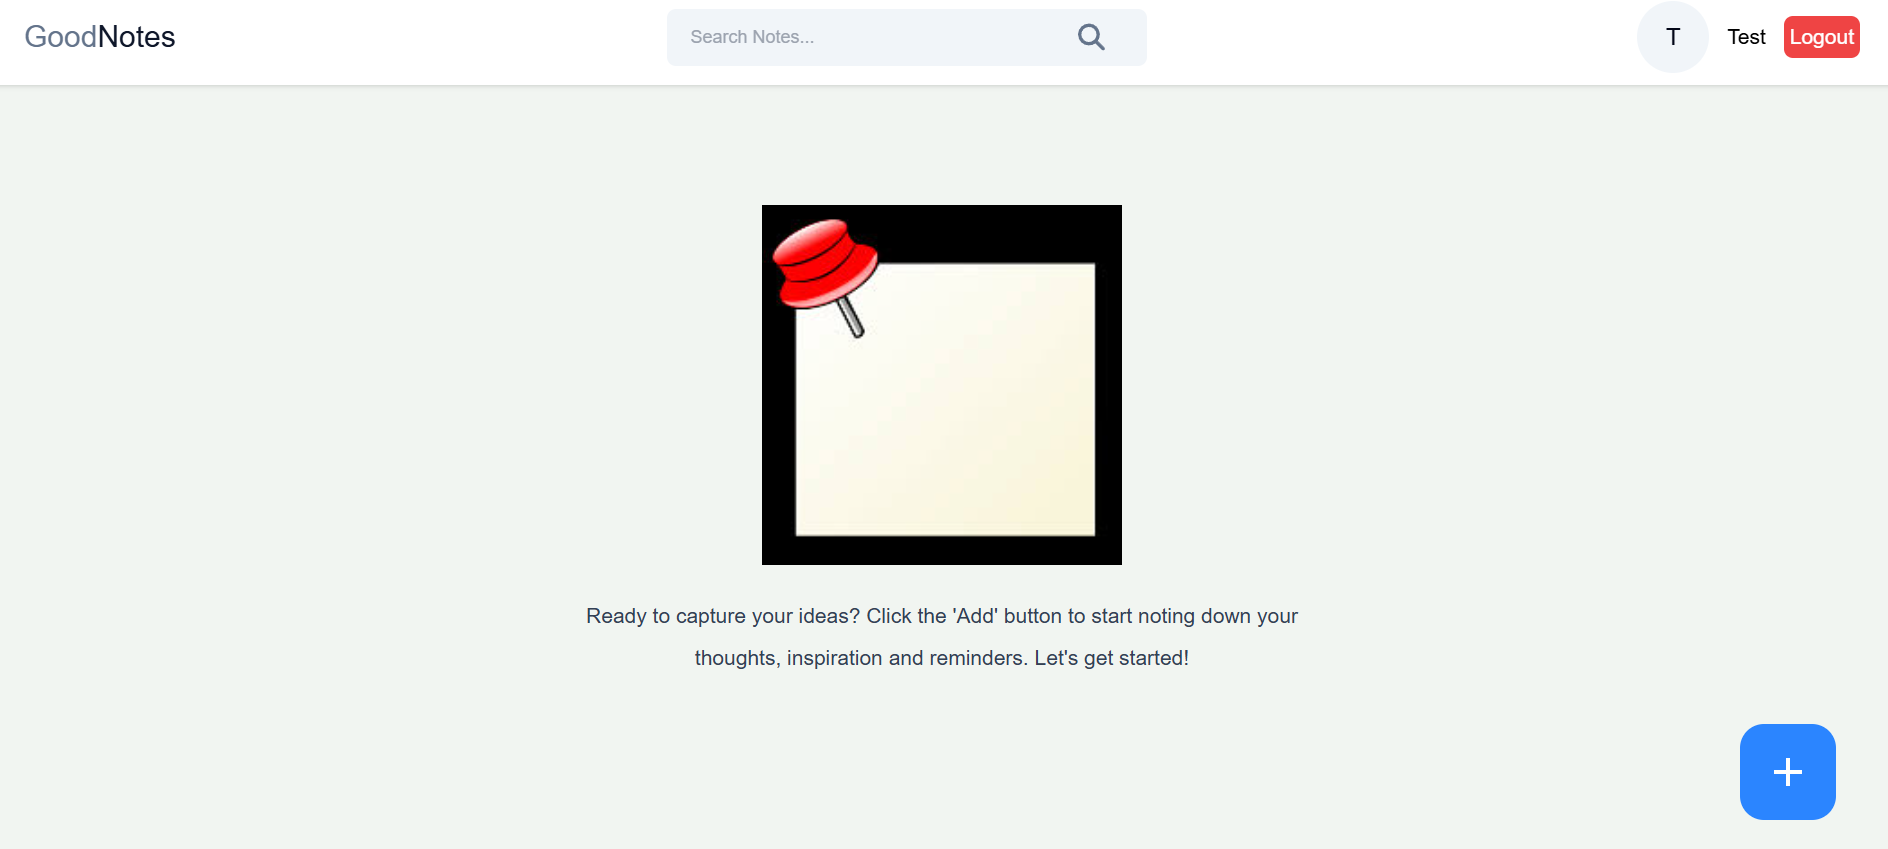 GoodNotes
Search Notes...
T
Test
Logout
Ready to capture your ideas? Click the 'Add' button to start noting down your
thoughts, inspiration and reminders. Let's get started!